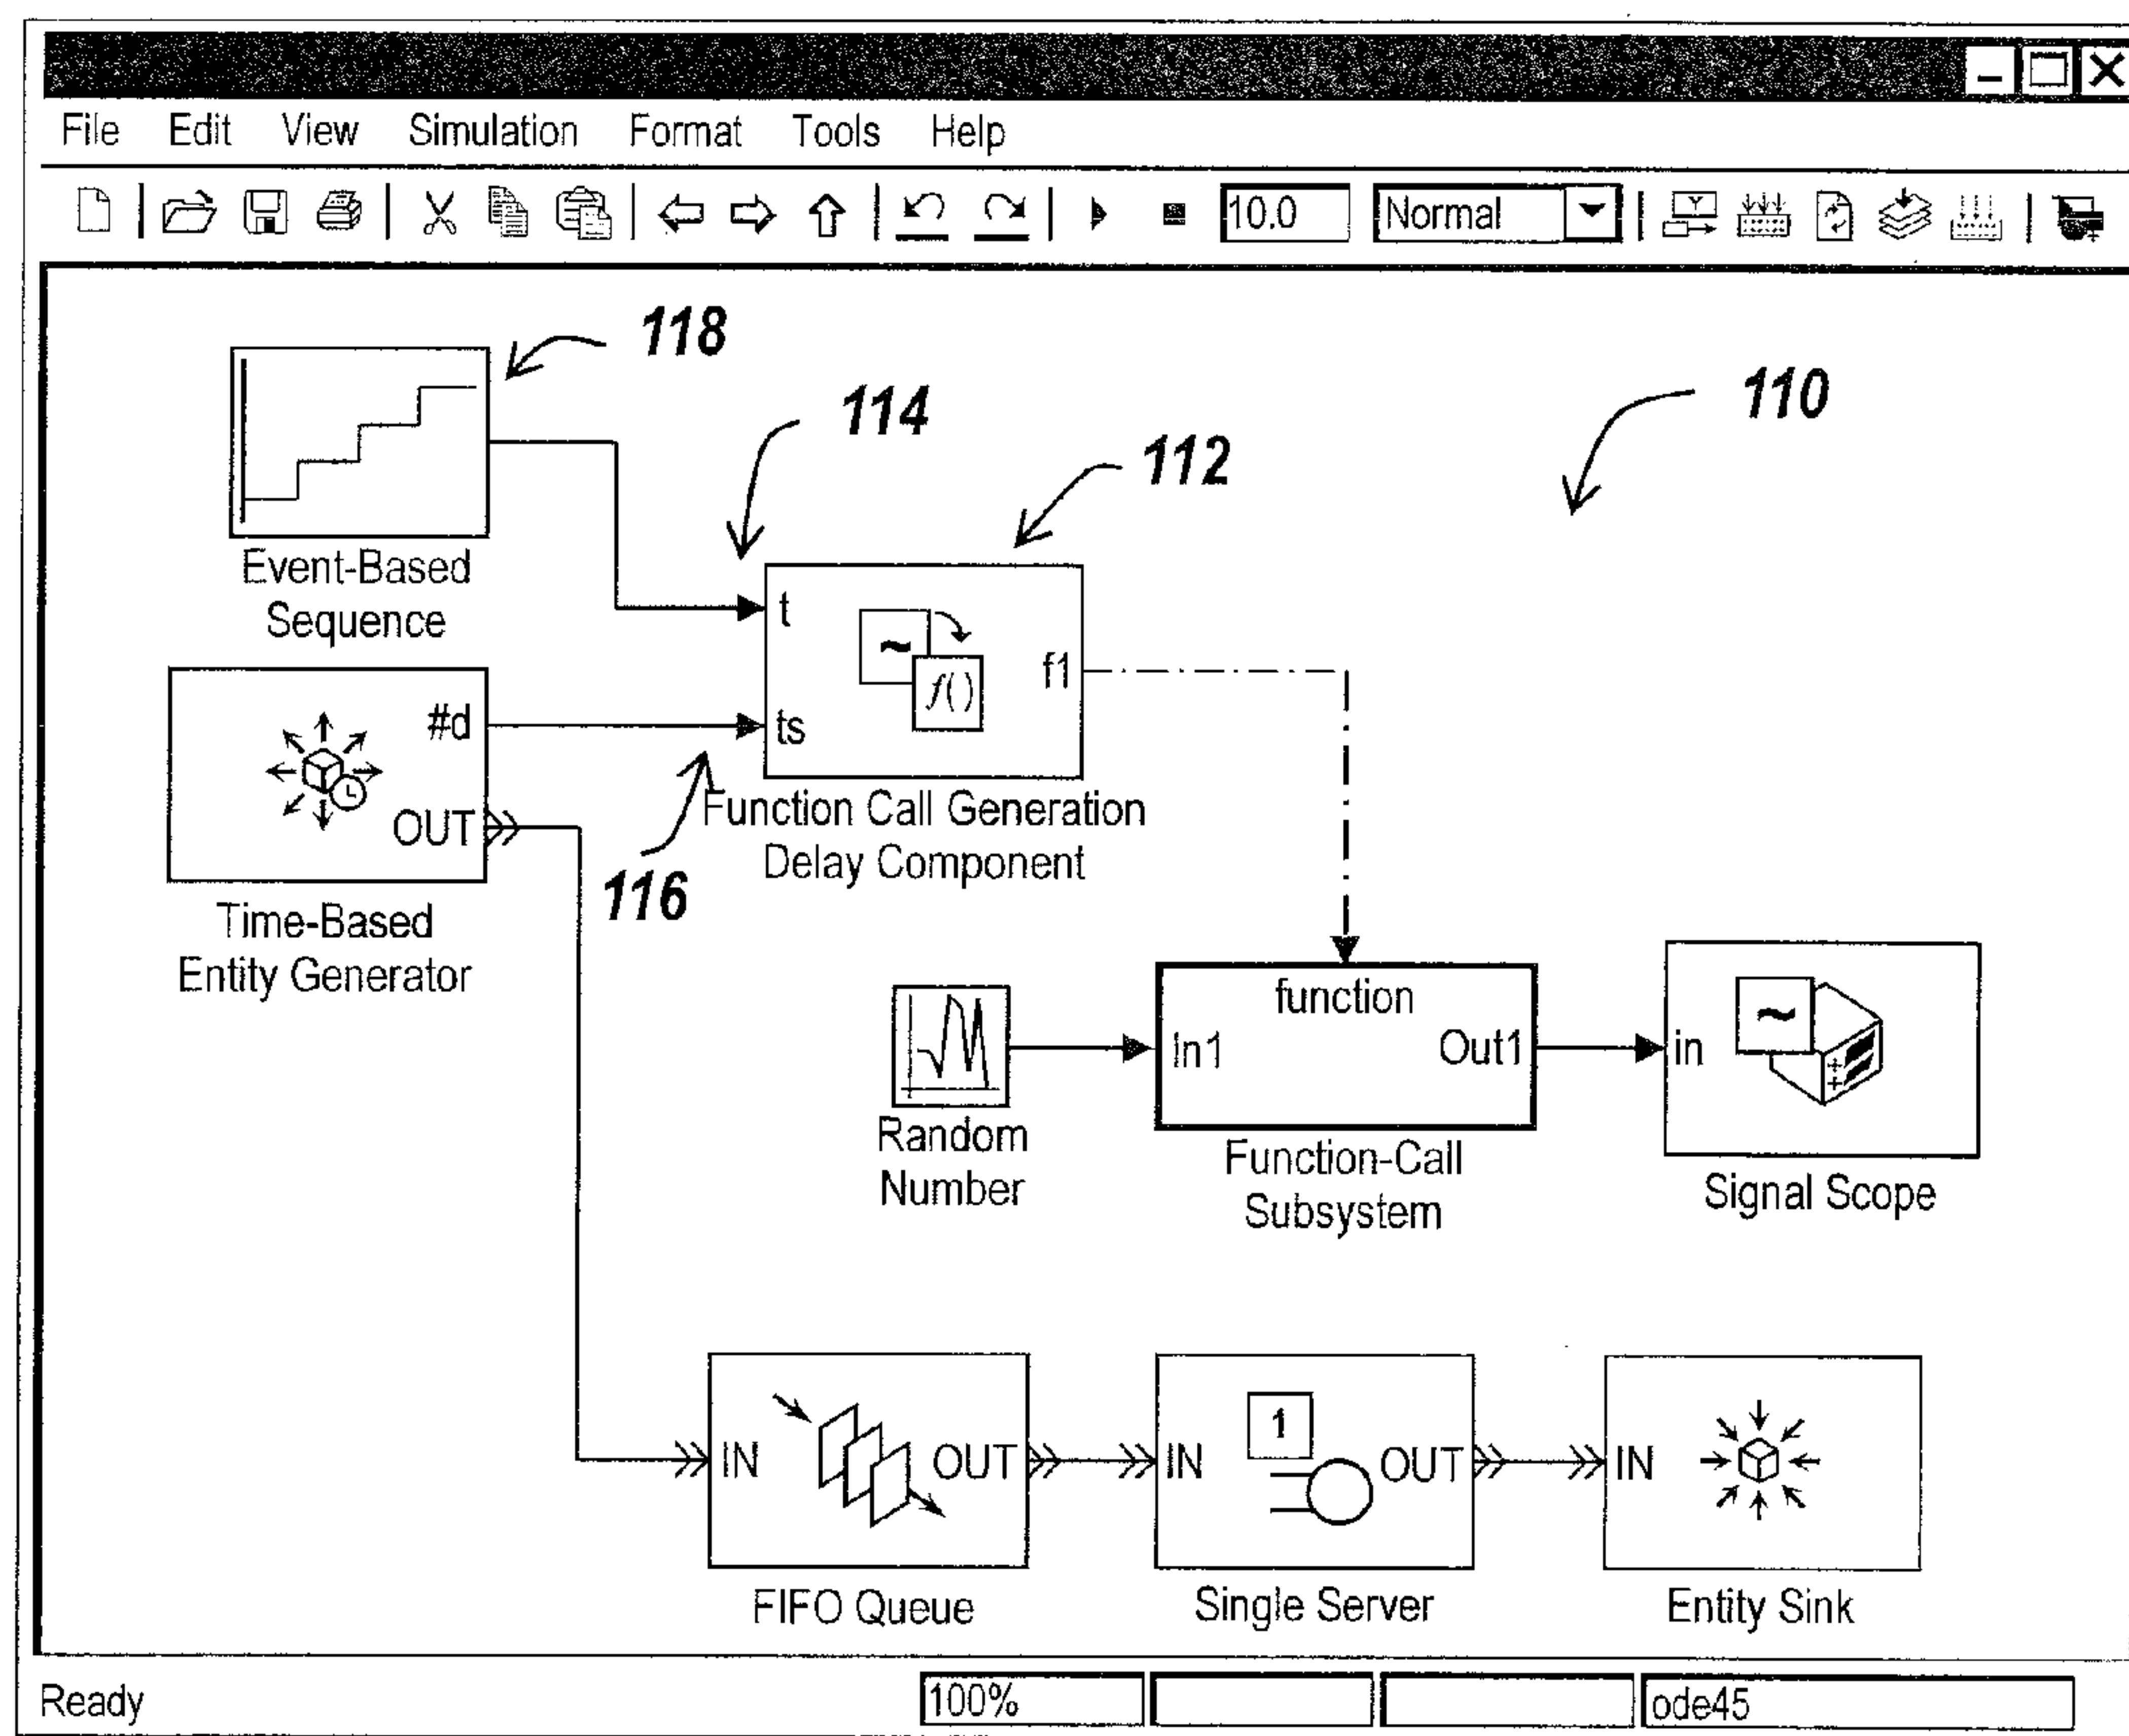 File Edit View Simulation Format Tools Help
10.0 Normal
118
114
110
112
Event-Based
Sequence
t
~
f()
f1
#d
ts
OUT
Function Call Generation
Delay Component
116
Time-Based
Entity Generator
function
In1
Out1
in
~
Random
Number
Function-Call
Subsystem
Signal Scope
IN
OUT
IN
1
OUT
IN
FIFO Queue
Single Server
Entity Sink
Ready 100% ode45